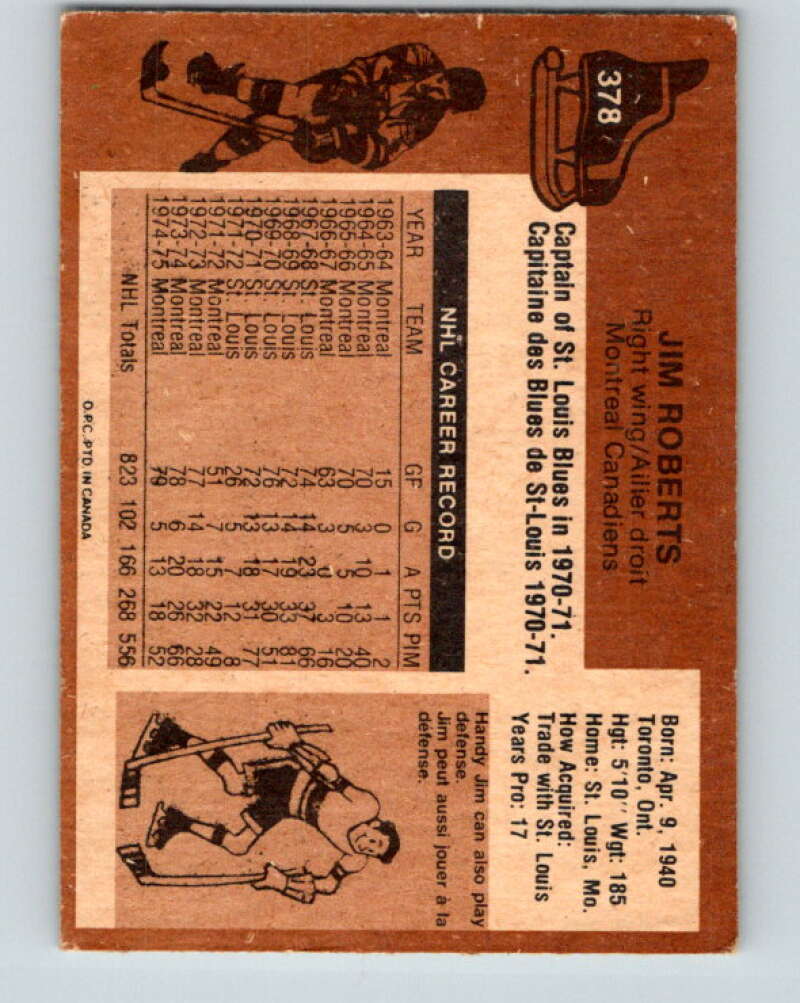 378
JIM ROBERTS
Right wing/Ailier droit
Montreal Canadiens
Captain of St. Louis Blues in 1970-71.
Capitaine des Blues de St-Louis 1970-71.
Born: Apr. 9, 1940
Toronto, Ont.
Hgt: 5'10" Wgt: 185
Home: St. Louis, Mo.
How Acquired:
Trade with St. Louis
Years Pro: 17
NHL CAREER RECORD
YEAR TEAM GF G A PTS PIM
1963-64 Montreal 15 0 1 1 2
1964-65 Montreal 70 3 10 13 40
1965-66 Montreal 70 5 5 10 20
1966-67 Montreal 63 3 0 3 16
1967-68 St. Louis 74 14 23 37 66
1968-69 St. Louis 72 14 19 33 81
1969-70 St. Louis 76 13 17 30 51
1970-71 St. Louis 72 13 18 31 77
1971-72 St. Louis 26 5 7 12 8
1971-72 Montreal 51 7 15 22 49
1972-73 Montreal 77 14 18 32 28
1973-74 Montreal 78 6 20 26 66
1974-75 Montreal 79 5 13 18 52
NHL Totals 823 102 166 268 556
Handy Jim can also play
defense.
Jim peut aussi jouer à la
défense.
O.P.C. PTD. IN CANADA